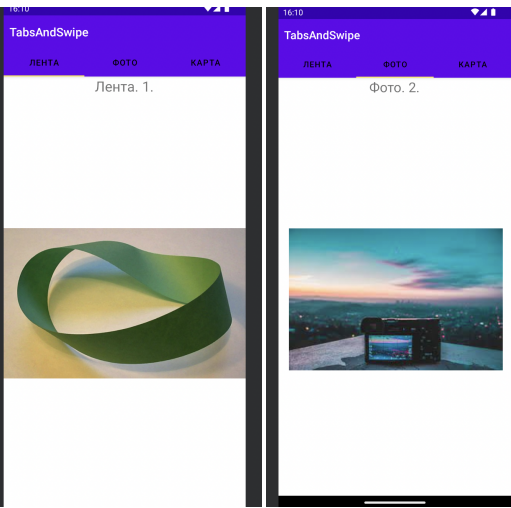 16:10
TabsAndSwipe
ЛЕНТА ФОТО КАРТА
Лента. 1.
16:10
TabsAndSwipe
ЛЕНТА ФОТО КАРТА
Фото. 2.